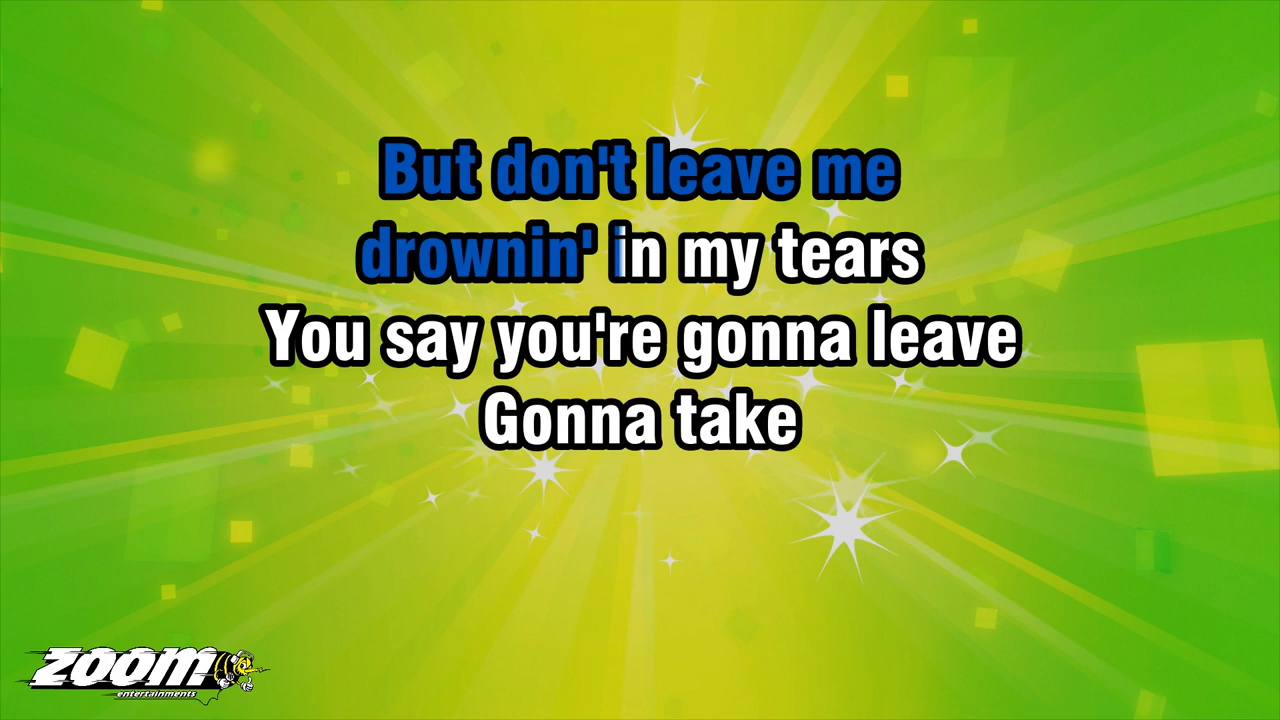 But don't leave me
drownin' in my tears
You say you're gonna leave
Gonna take
zoom
entertainments